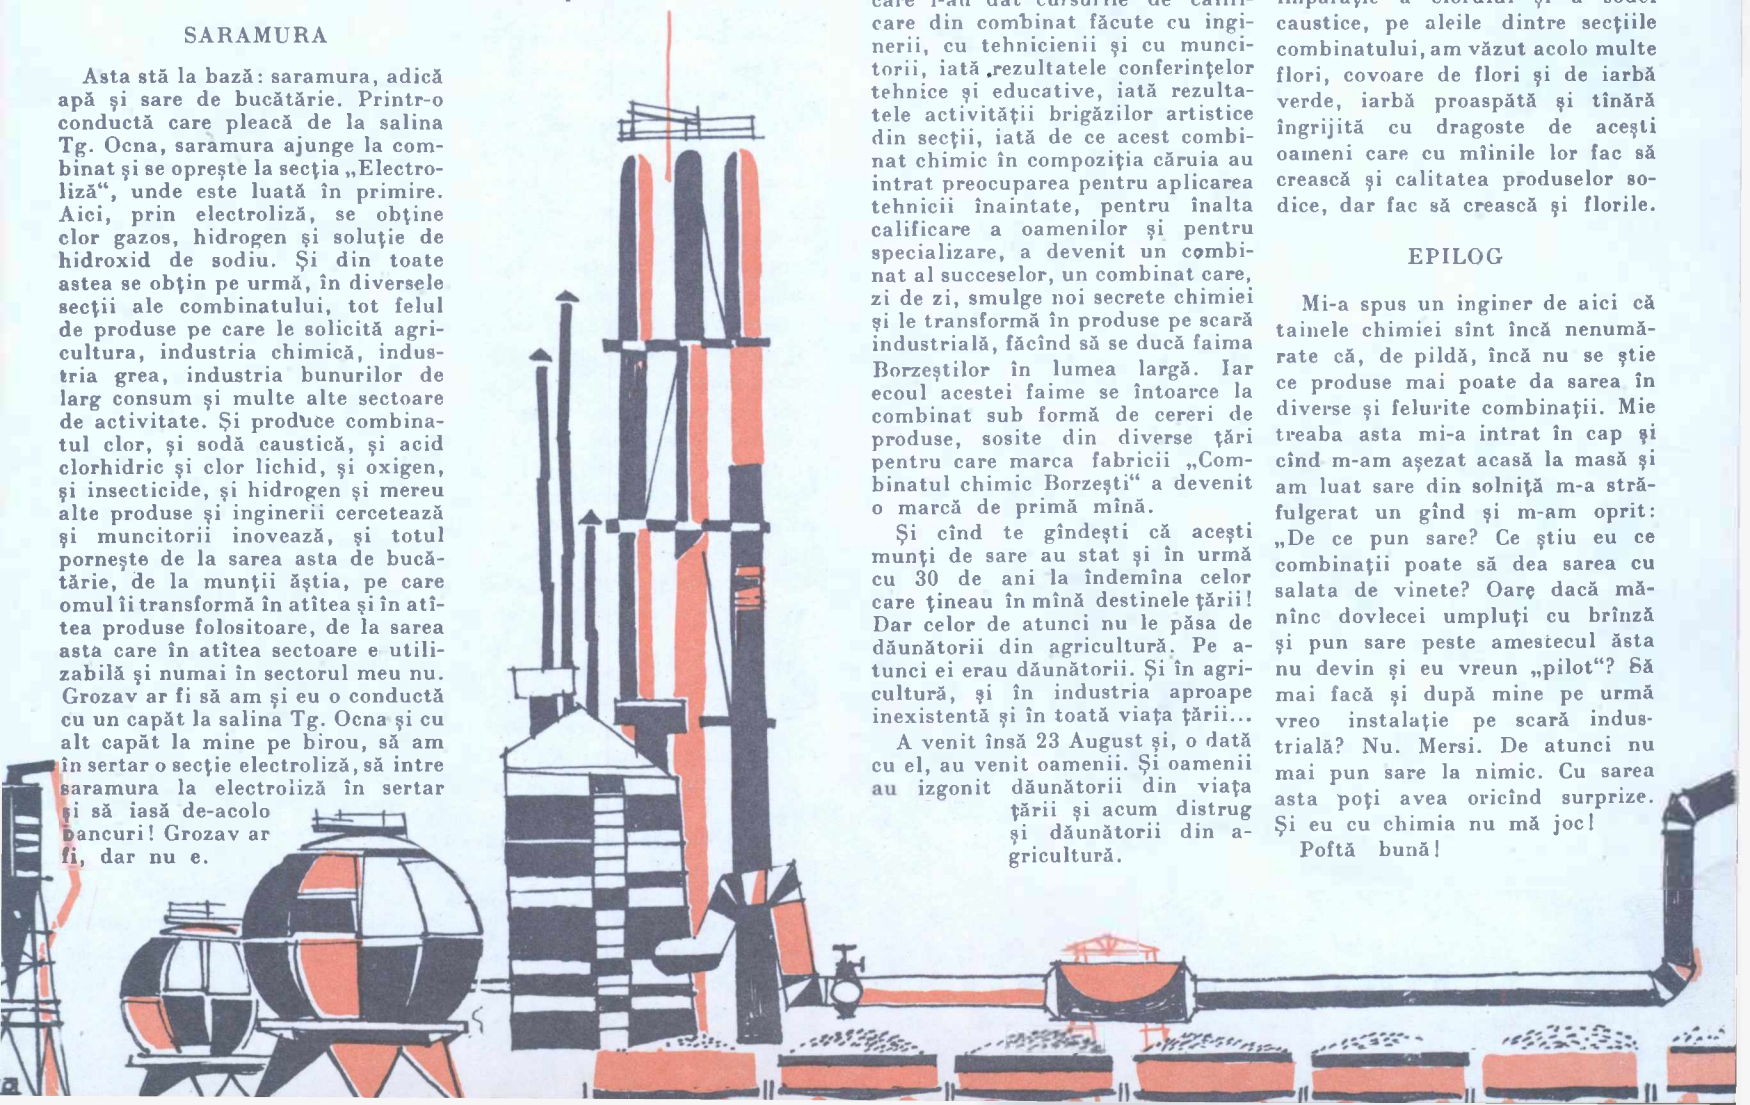 SARAMURA
Asta stă la bază: saramura, adică
apă și sare de bucătărie. Printr-o
conductă care pleacă de la salina
Tg. Ocna, saramura ajunge la com-
binat și se oprește la secția „Electro-
liză“, unde este luată în primire.
Aici, prin electroliză, se obține
clor gazos, hidrogen și soluție de
hidroxid de sodiu. Și din toate
astea se obțin pe urmă, în diversele
secții ale combinatului, tot felul
de produse pe care le solicită agri-
cultura, industria chimică, indus-
tria grea, industria bunurilor de
larg consum și multe alte sectoare
de activitate. Și produce combina-
tul clor, și sodă caustică, și acid
clorhidric și clor lichid, și oxigen,
și insecticide, și hidrogen și mereu
alte produse și inginerii cercetează
și muncitorii inovează, și totul
pornește de la sarea asta de bucă-
tărie, de la munții ăștia, pe care
omul îi transformă în atîtea și în atî-
tea produse folositoare, de la sarea
asta care în atîtea sectoare e utili-
zabilă și numai în sectorul meu nu.
Grozav ar fi să am și eu o conductă
cu un capăt la salina Tg. Ocna și cu
alt capăt la mine pe birou, să am
în sertar o secție electroliză, să intre
saramura la electroliză în sertar
și să iasă de-acolo
bancuri! Grozav ar
fi, dar nu e.
care l-au dat cursurile de califi-
care din combinat făcute cu ingi-
nerii, cu tehnicienii și cu munci-
torii, iată rezultatele conferințelor
tehnice și educative, iată rezulta-
tele activității brigăzilor artistice
din secții, iată de ce acest combi-
nat chimic în compoziția căruia au
intrat preocuparea pentru aplicarea
tehnicii înaintate, pentru înalta
calificare a oamenilor și pentru
specializare, a devenit un combi-
nat al succeselor, un combinat care,
zi de zi, smulge noi secrete chimiei
și le transformă în produse pe scară
industrială, făcînd să se ducă faima
Borzeștilor în lumea largă. Iar
ecoul acestei faime se întoarce la
combinat sub formă de cereri de
produse, sosite din diverse țări
pentru care marca fabricii „Com-
binatul chimic Borzești“ a devenit
o marcă de primă mînă.
Și cînd te gîndești că acești
munți de sare au stat și în urmă
cu 30 de ani la îndemîna celor
care țineau în mînă destinele țării!
Dar celor de atunci nu le păsa de
dăunătorii din agricultură. Pe a-
tunci ei erau dăunătorii. Și în agri-
cultură, și în industria aproape
inexistentă și în toată viața țării...
A venit însă 23 August și, o dată
cu el, au venit oamenii. Și oamenii
au izgonit dăunătorii din viața
țării și acum distrug
și dăunătorii din a-
gricultură.
împărăție a clorului și a sodei
caustice, pe aleile dintre secțiile
combinatului, am văzut acolo multe
flori, covoare de flori și de iarbă
verde, iarbă proaspătă și tînără
îngrijită cu dragoste de acești
oameni care cu mîinile lor fac să
crească și calitatea produselor so-
dice, dar fac să crească și florile.
EPILOG
Mi-a spus un inginer de aici că
tainele chimiei sînt încă nenumă-
rate că, de pildă, încă nu se știe
ce produse mai poate da sarea în
diverse și felurite combinații. Mie
treaba asta mi-a intrat în cap și
cînd m-am așezat acasă la masă și
am luat sare din solniță m-a stră-
fulgerat un gînd și m-am oprit:
„De ce pun sare? Ce știu eu ce
combinații poate să dea sarea cu
salata de vinete? Oare dacă mă-
nînc dovlecei umpluți cu brînză
și pun sare peste amestecul ăsta
nu devin și eu vreun „pilot“? Să
mai facă și după mine pe urmă
vreo instalație pe scară indus-
trială? Nu. Mersi. De atunci nu
mai pun sare la nimic. Cu sarea
asta poți avea oricînd surprize.
Și eu cu chimia nu mă joc!
Poftă bună!